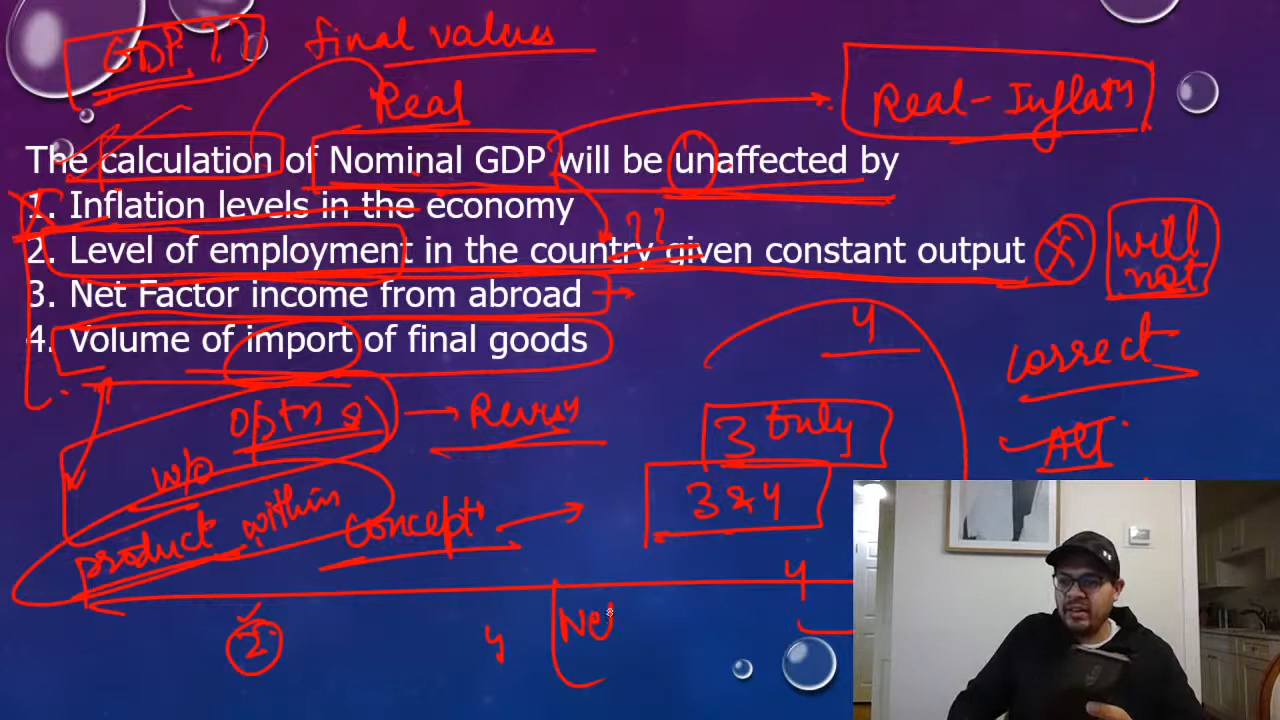 GDP ??
final values
Real
Real - Inflatn
The calculation of Nominal GDP will be unaffected by
1. Inflation levels in the economy
??
2. Level of employment in the country given constant output
will
not
3. Net Factor income from abroad
4. Volume of import of final goods
4
correct
optn
w/o
3 only
All
3 & 4
product within
concept
4
2
4
Net